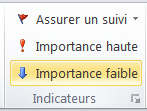 Assurer un suivi
Importance haute
Importance faible
Indicateurs